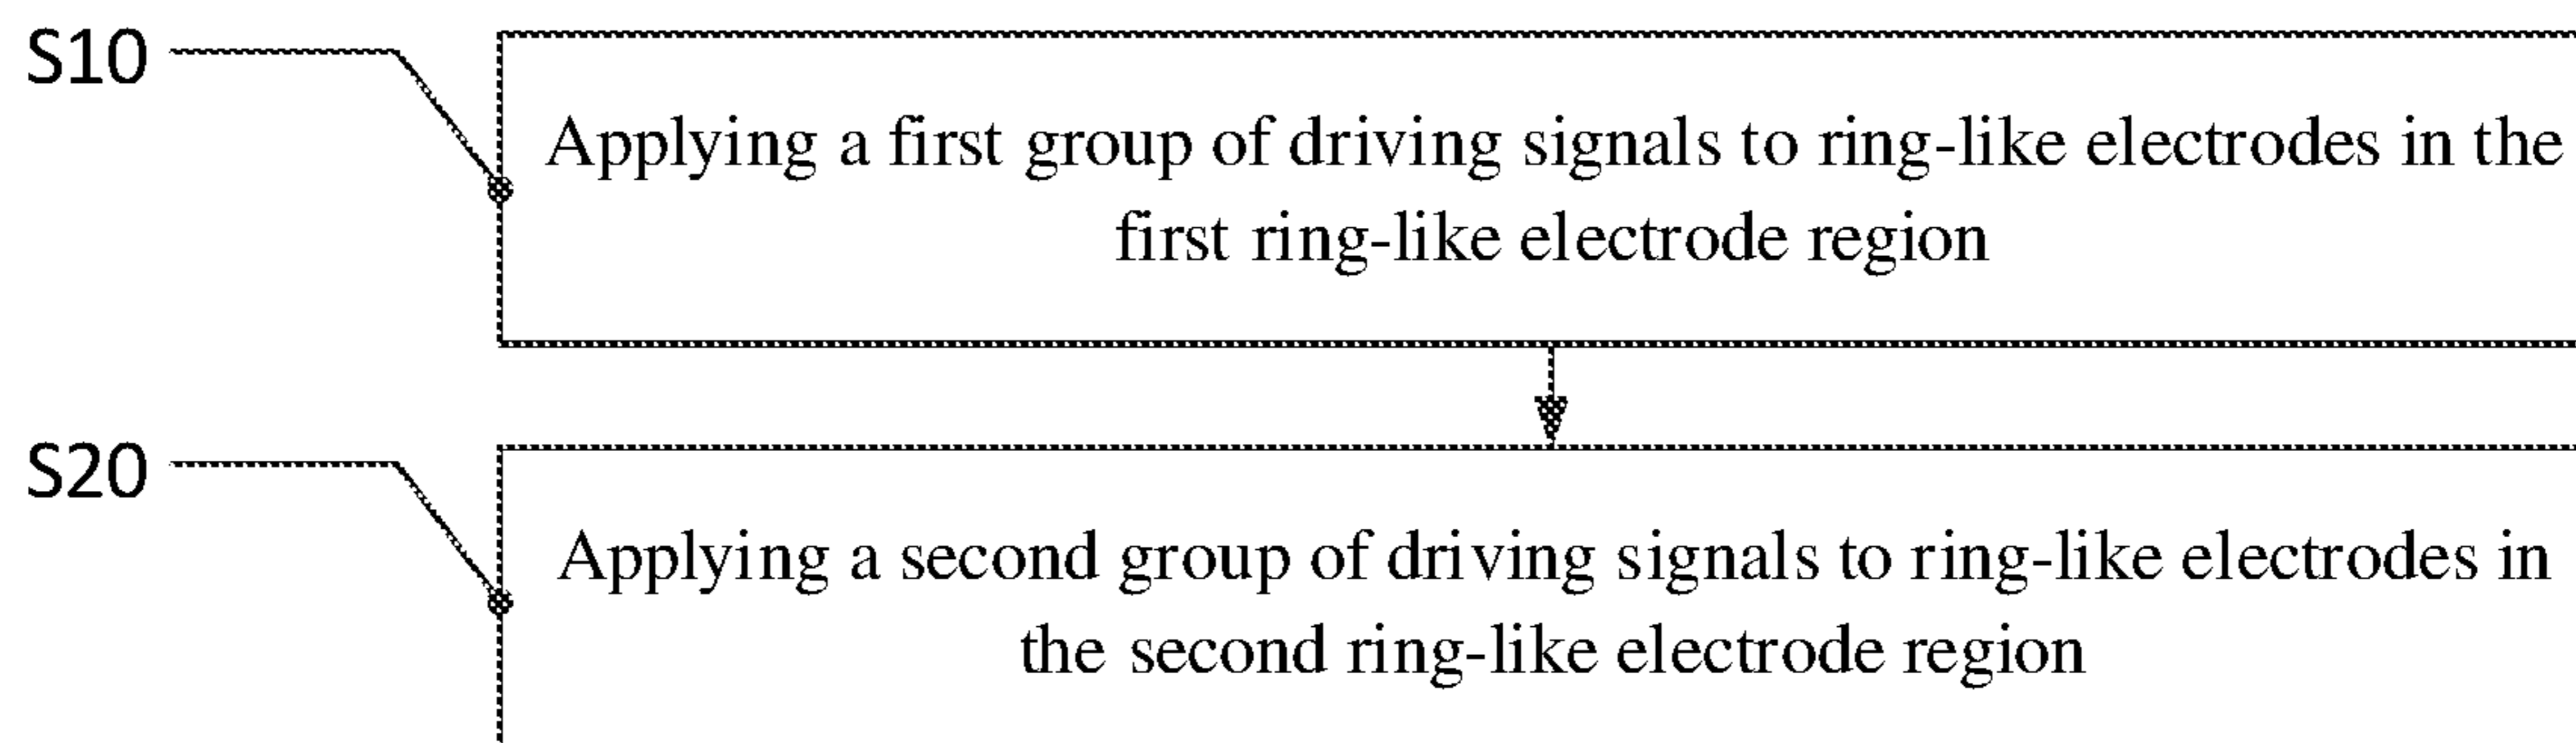 S10
Applying a first group of driving signals to ring-like electrodes in the
first ring-like electrode region
S20
Applying a second group of driving signals to ring-like electrodes in
the second ring-like electrode region